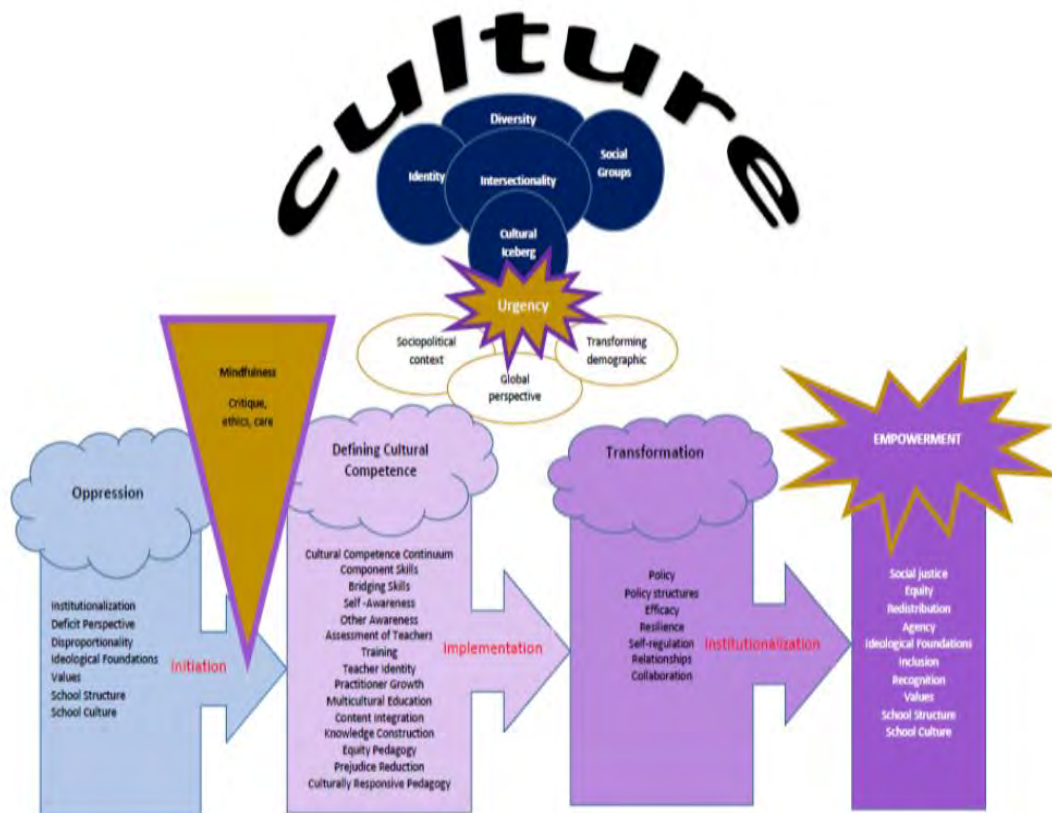 culture
Diversity
Identity
Intersectionality
Social
Groups
Cultural
Iceberg
Urgency
Sociopolitical
context
Global
perspective
Transforming
demographic
Mindfulness
Critique,
ethics, care
Oppression
Institutionalization
Deficit Perspective
Disproportionality
Ideological Foundations
Values
School Structure
School Culture
Initiation
Defining Cultural
Competence
Cultural Competence Continuum
Component Skills
Bridging Skills
Self -Awareness
Other Awareness
Assessment of Teachers
Training
Teacher Identity
Practitioner Growth
Multicultural Education
Content Integration
Knowledge Construction
Equity Pedagogy
Prejudice Reduction
Culturally Responsive Pedagogy
Implementation
Transformation
Policy
Policy structures
Efficacy
Resilience
Self-regulation
Relationships
Collaboration
Institutionalization
EMPOWERMENT
Social justice
Equity
Redistribution
Agency
Ideological Foundations
Inclusion
Recognition
Values
School Structure
School Culture